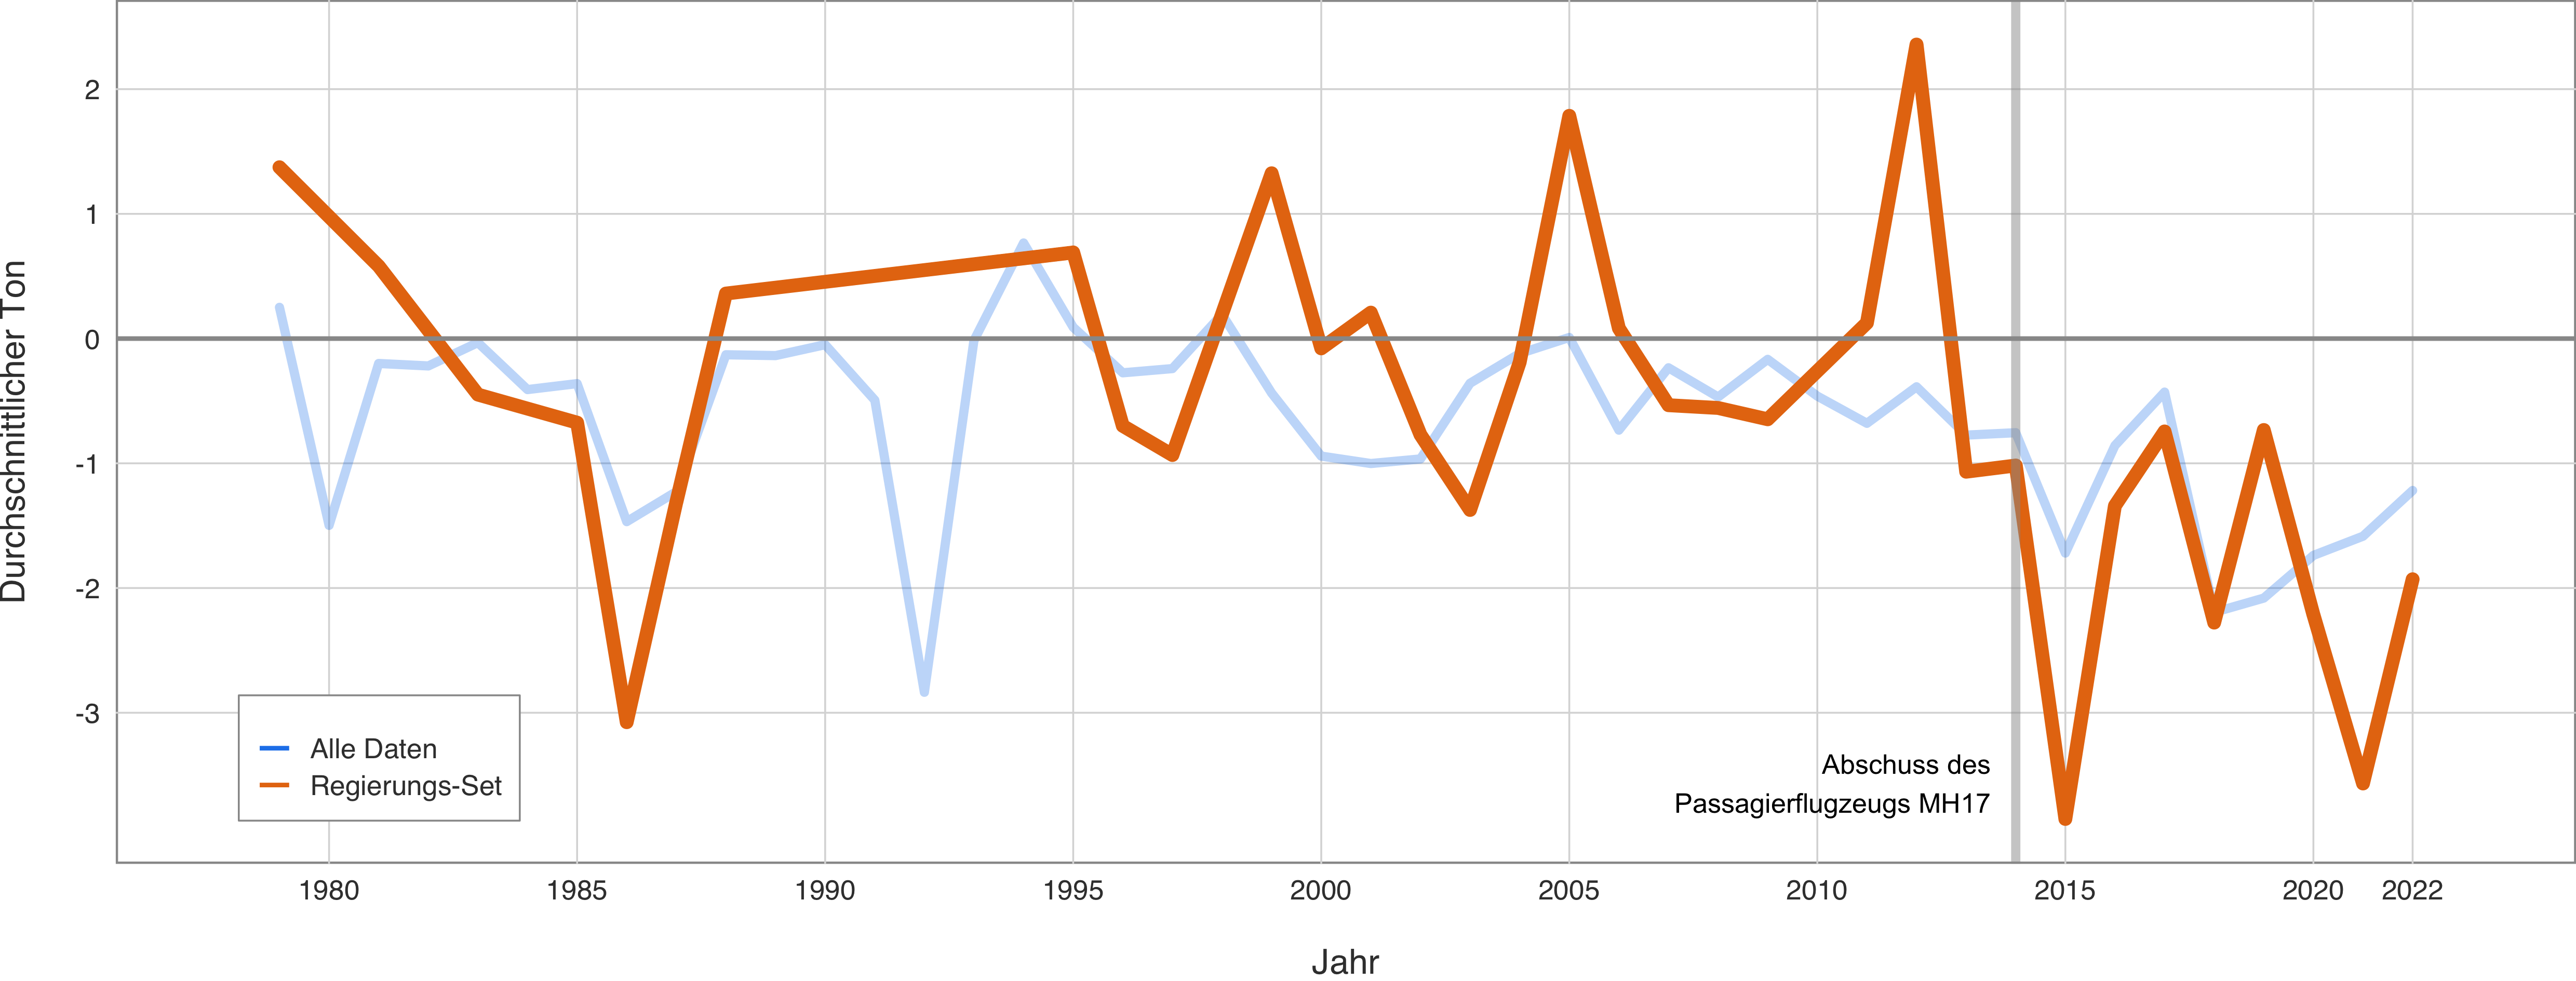 Durchschnittlicher Ton
2
1
0
-1
-2
-3
Alle Daten
Regierungs-Set
Abschuss des
Passagierflugzeugs MH17
1980 1985 1990 1995 2000 2005 2010 2015 2020 2022
Jahr